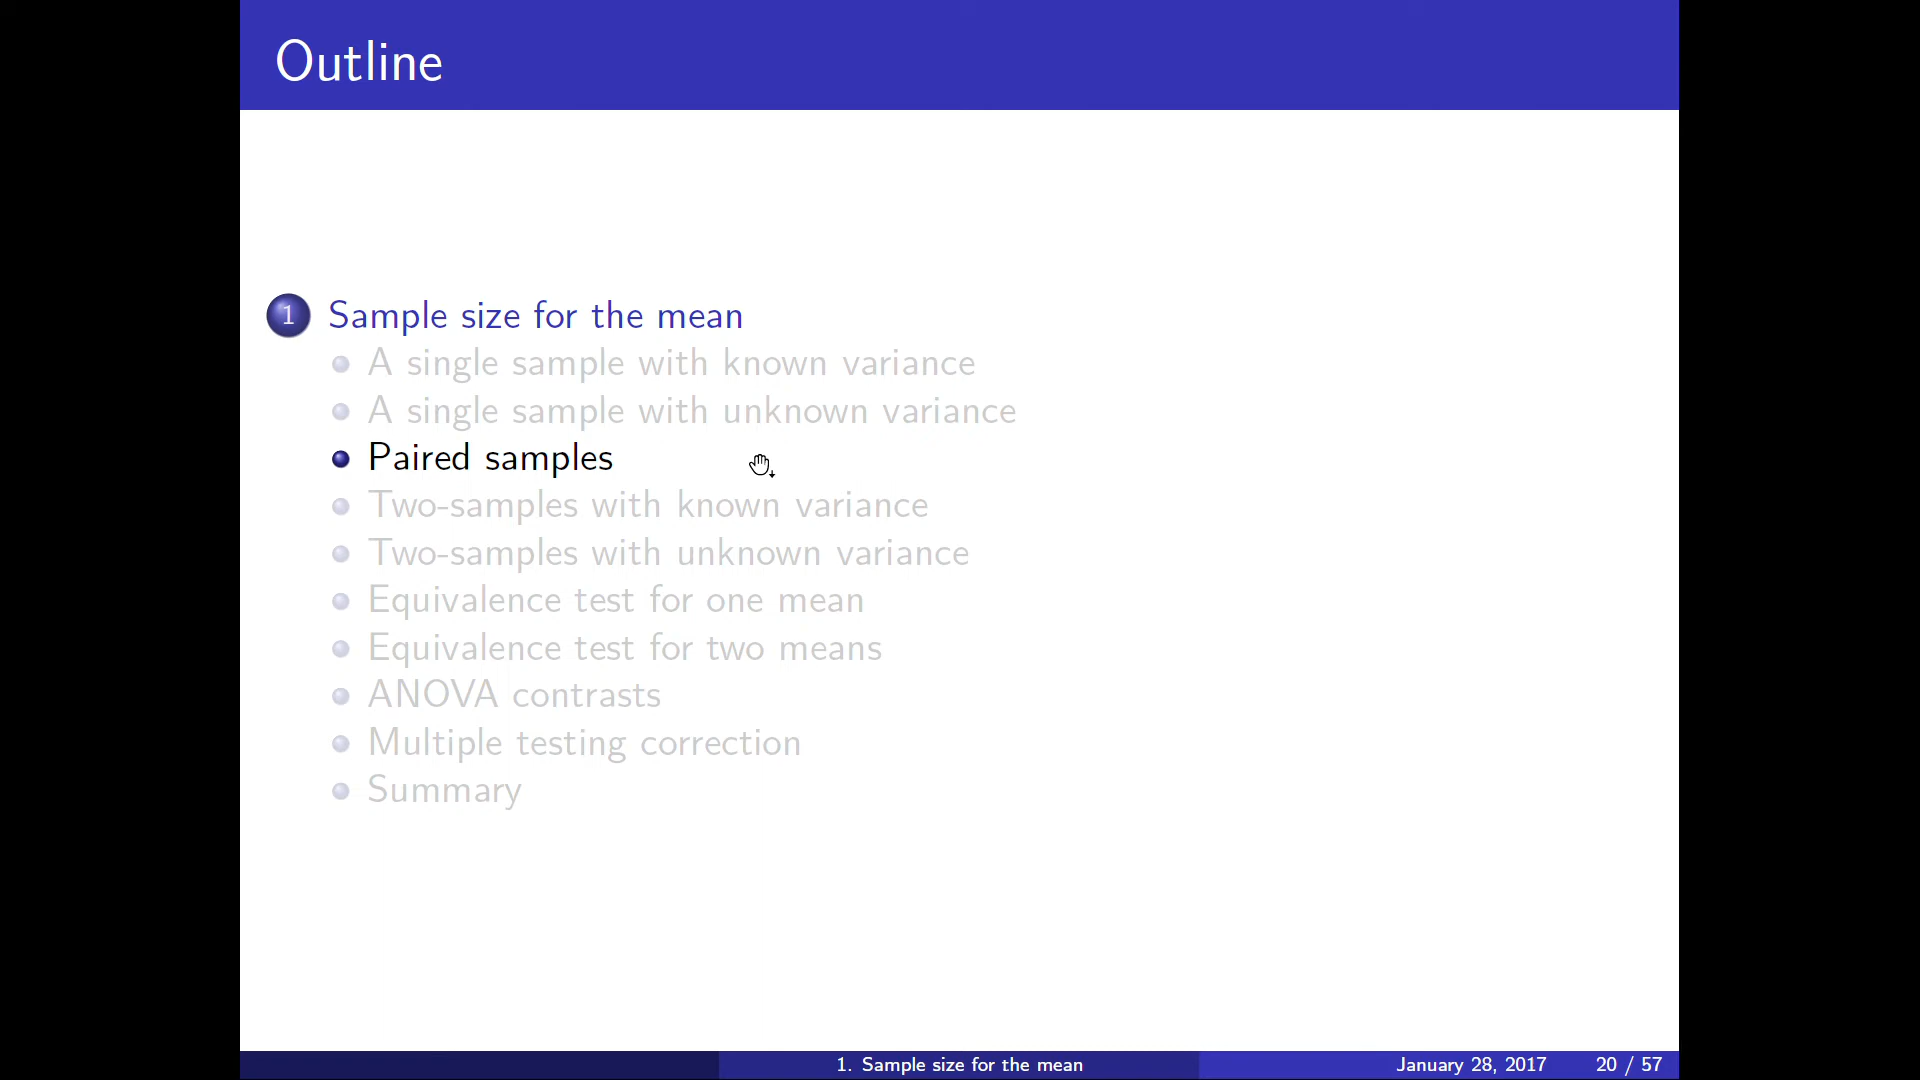 Outline
1 Sample size for the mean
A single sample with known variance
A single sample with unknown variance
Paired samples
Two-samples with known variance
Two-samples with unknown variance
Equivalence test for one mean
Equivalence test for two means
ANOVA contrasts
Multiple testing correction
Summary
1. Sample size for the mean January 28, 2017 20 / 57